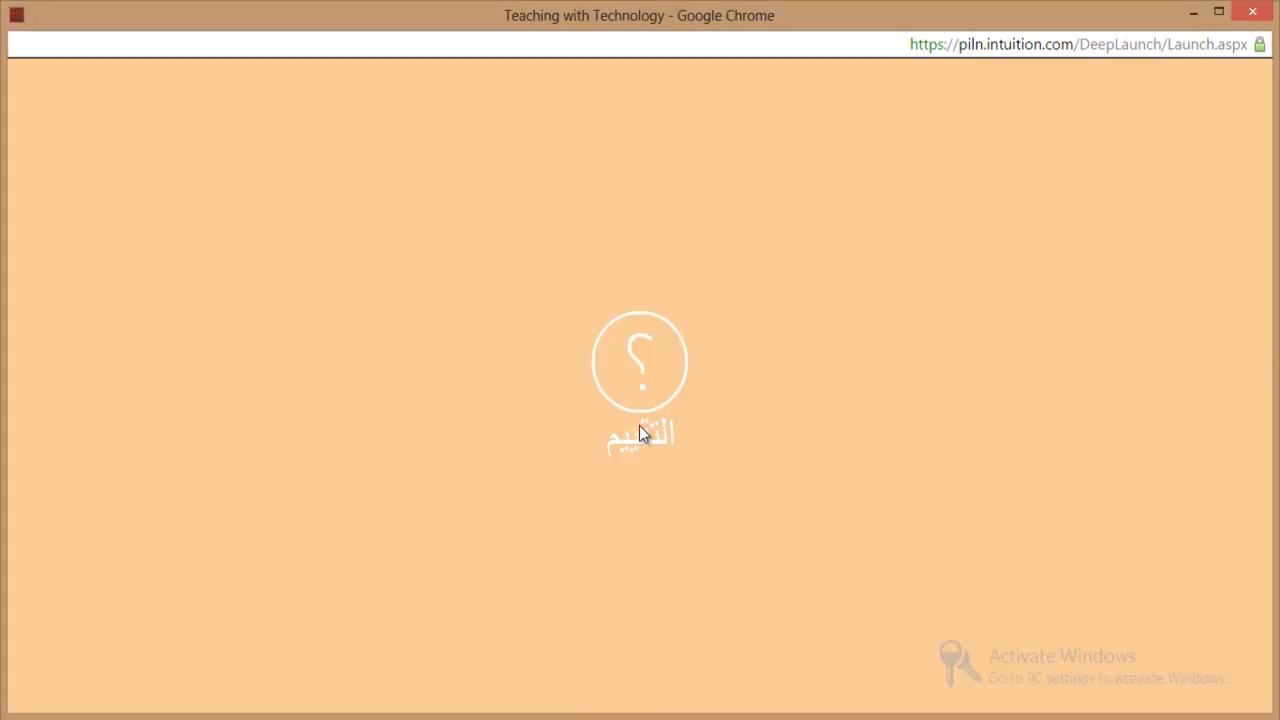 Teaching with Technology - Google Chrome
https://piln.intuition.com/DeepLaunch/Launch.aspx
؟
التقييم
Activate Windows
Go to PC settings to activate Windows.